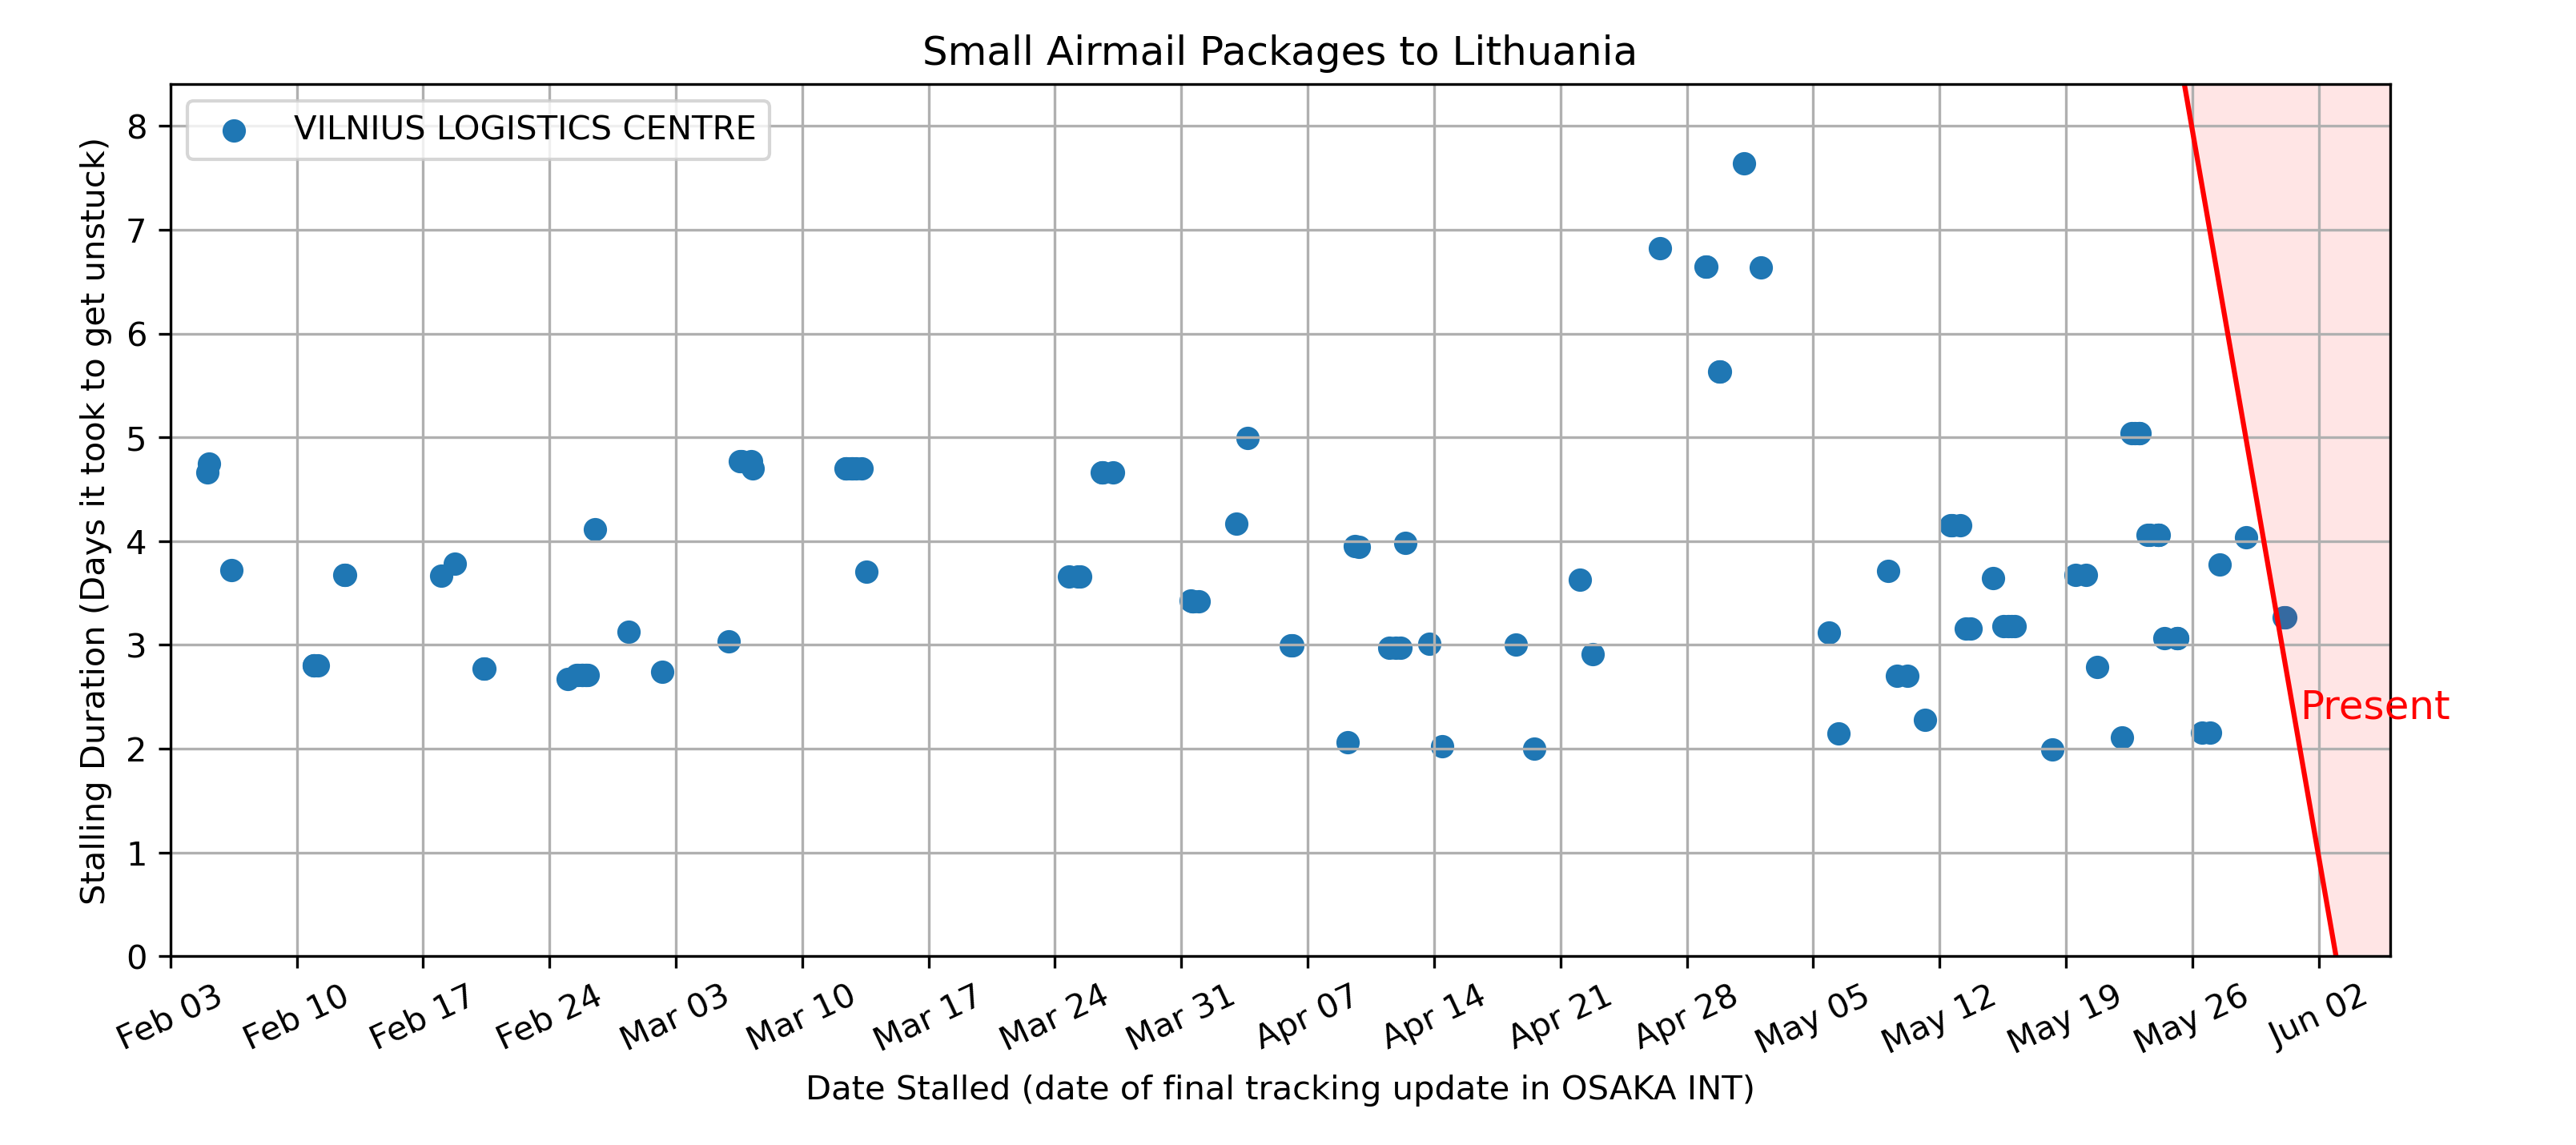 Small Airmail Packages to Lithuania
VILNIUS LOGISTICS CENTRE
Stalling Duration (Days it took to get unstuck)
8
7
6
5
4
3
2
1
0
Present
Feb 03
Feb 10
Feb 17
Feb 24
Mar 03
Mar 10
Mar 17
Mar 24
Mar 31
Apr 07
Apr 14
Apr 21
Apr 28
May 05
May 12
May 19
May 26
Jun 02
Date Stalled (date of final tracking update in OSAKA INT)